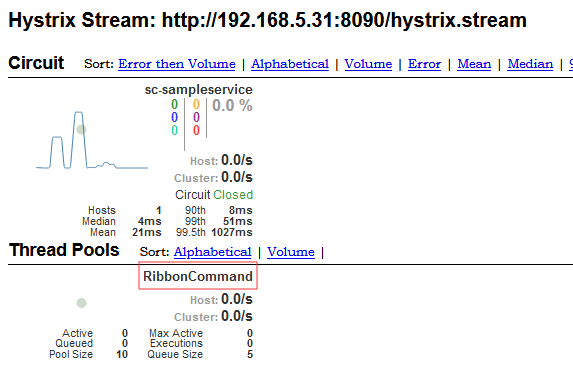 Hystrix Stream: http://192.168.5.31:8090/hystrix.stream
Circuit Sort: Error then Volume | Alphabetical | Volume | Error | Mean | Median | 9
sc-sampleservice
0 0 0.0 %
0 0
0 0
Host: 0.0/s
Cluster: 0.0/s
Circuit Closed
Hosts 1 90th 8ms
Median 4ms 99th 51ms
Mean 21ms 99.5th 1027ms
Thread Pools Sort: Alphabetical | Volume |
RibbonCommand
Host: 0.0/s
Cluster: 0.0/s
Active 0 Max Active 0
Queued 0 Executions 0
Pool Size 10 Queue Size 5